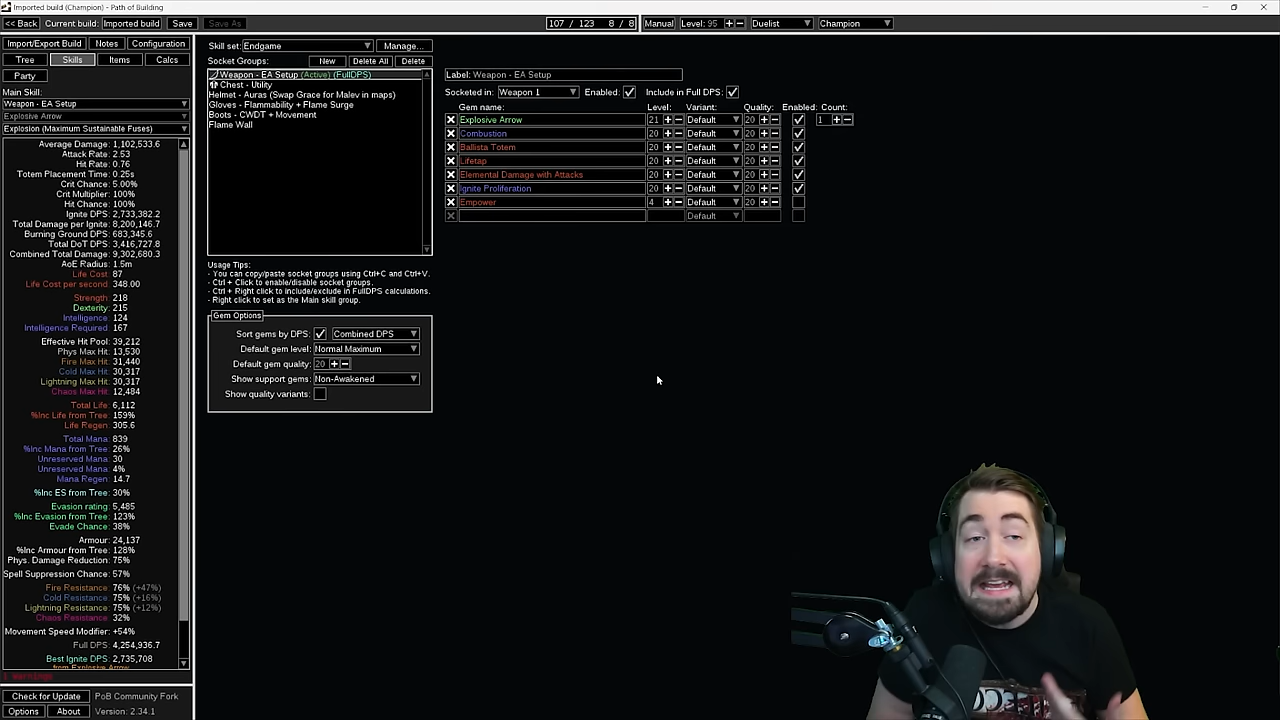 Imported build (Champion) - Path of Building
<< Back Current build: Imported build Save Save As 107 / 123 8 / 8 Manual Level: 95 Duelist Champion
Import/Export Build Notes Configuration
Tree Skills Items Calcs
Party
Main Skill:
Weapon - EA Setup
Explosive Arrow
Explosion (Maximum Sustainable Fuses)
Average Damage: 1,102,533.6
Attack Rate: 2.53
Hit Rate: 0.76
Totem Placement Time: 0.25s
Crit Chance: 5.00%
Crit Multiplier: 100%
Ignite Chance: 100%
Ignite DPS: 2,733,382.2
Total Damage per Ignite: 8,200,146.7
Burning Ground DPS: 683,345.6
Total DoT DPS: 3,416,727.8
Combined Total Damage: 9,302,680.3
AoE Radius: 1.5m
Life Cost: 87
Life Cost per second: 348.00
Strength: 218
Dexterity: 215
Intelligence: 124
Intelligence Required: 167
Effective Hit Pool: 39,212
Phys Max Hit: 13,530
Fire Max Hit: 31,440
Cold Max Hit: 30,317
Lightning Max Hit: 30,317
Chaos Max Hit: 12,484
Total Life: 6,112
%Inc Life from Tree: 159%
Life Regen: 305.6
Total Mana: 839
%Inc Mana from Tree: 26%
Unreserved Mana: 30
Unreserved Mana: 4%
Mana Regen: 14.7
%Inc ES from Tree: 30%
Evasion rating: 5,485
%Inc Evasion from Tree: 123%
Evade Chance: 38%
Armour: 24,137
%Inc Armour from Tree: 128%
Phys. Damage Reduction: 75%
Spell Suppression Chance: 57%
Fire Resistance: 76% (+47%)
Cold Resistance: 75% (+16%)
Lightning Resistance: 75% (+12%)
Chaos Resistance: 32%
Movement Speed Modifier: +54%
Full DPS: 4,254,936.7
Best Ignite DPS: 2,735,708
from Explosive Arrow
Check for Update PoB Community Fork
Options About Version: 2.34.1
Skill set: Endgame Manage...
Socket Groups: New Delete All Delete
Weapon - EA Setup (Active) (FullDPS)
Chest - Utility
Helmet - Auras (Swap Grace for Malev in maps)
Gloves - Flammability + Flame Surge
Boots - CWDT + Movement
Flame Wall
Usage Tips:
- You can copy/paste socket groups using Ctrl+C and Ctrl+V.
- Ctrl + Click to enable/disable socket groups.
- Ctrl + Right click to include/exclude in FullDPS calculations.
- Right click to set as the Main skill group.
Gem Options
Sort gems by DPS: Combined DPS
Default gem level: Normal Maximum
Default gem quality: 20
Show support gems: Non-Awakened
Show quality variants:
Label: Weapon - EA Setup
Socketed in: Weapon 1 Enabled: Include in Full DPS:
Gem name: Level: Variant: Quality: Enabled: Count:
Explosive Arrow 21 Default 20 1
Combustion 20 Default 20
Ballista Totem 20 Default 20
Lifetap 20 Default 20
Elemental Damage with Attacks 20 Default 20
Ignite Proliferation 20 Default 20
Empower 4 Default 20
Default